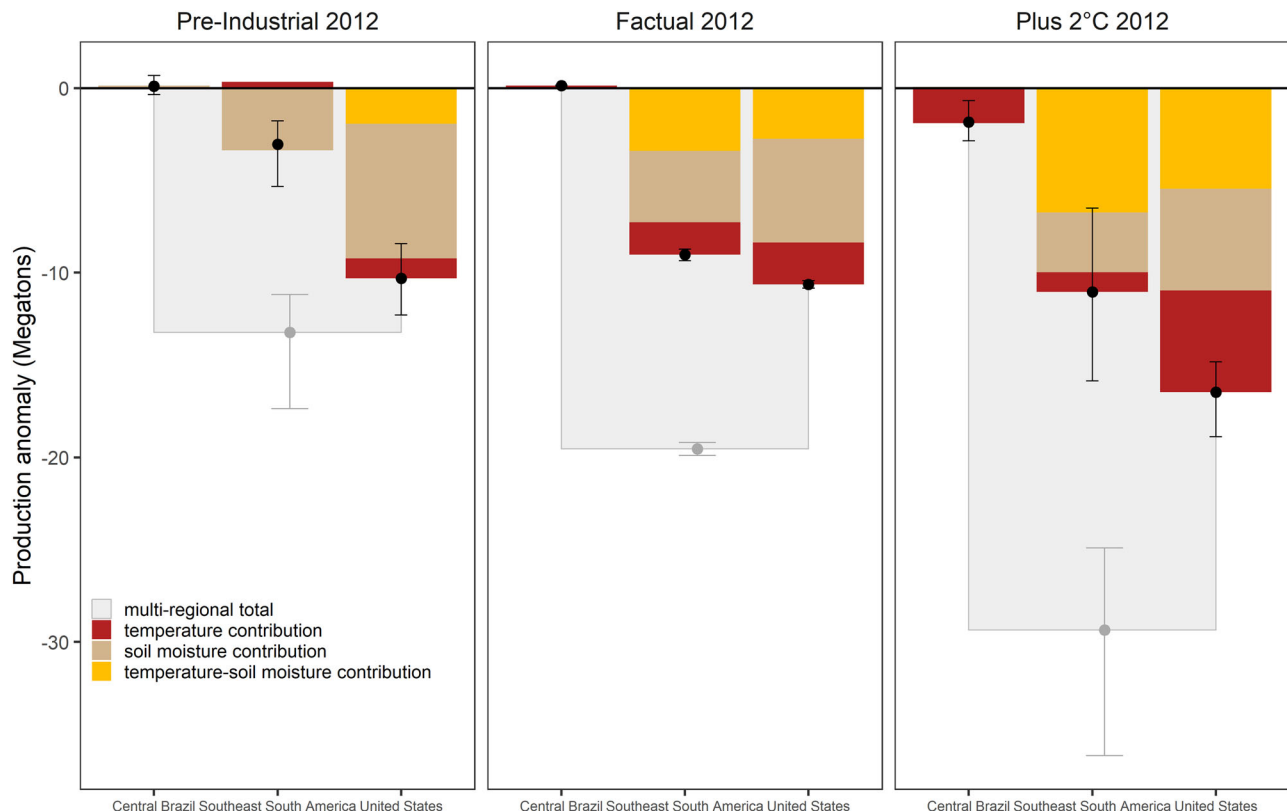 Pre-Industrial 2012
Factual 2012
Plus 2°C 2012
Production anomaly (Megatons)
0
-10
-20
-30
multi-regional total
temperature contribution
soil moisture contribution
temperature-soil moisture contribution
Central Brazil Southeast South America United States
Central Brazil Southeast South America United States
Central Brazil Southeast South America United States